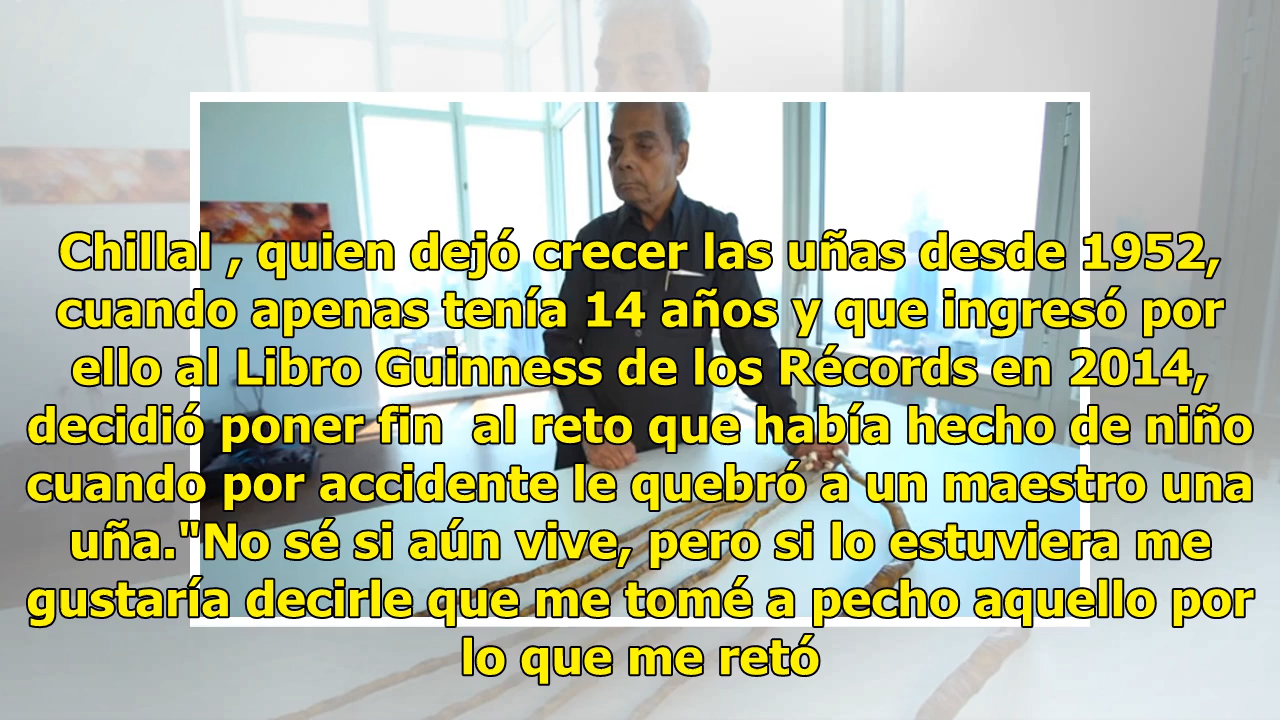 Chillal , quien dejó crecer las uñas desde 1952,
cuando apenas tenía 14 años y que ingresó por
ello al Libro Guinness de los Récords en 2014,
decidió poner fin  al reto que había hecho de niño
cuando por accidente le quebró a un maestro una
uña."No sé si aún vive, pero si lo estuviera me
gustaría decirle que me tomé a pecho aquello por
lo que me retó